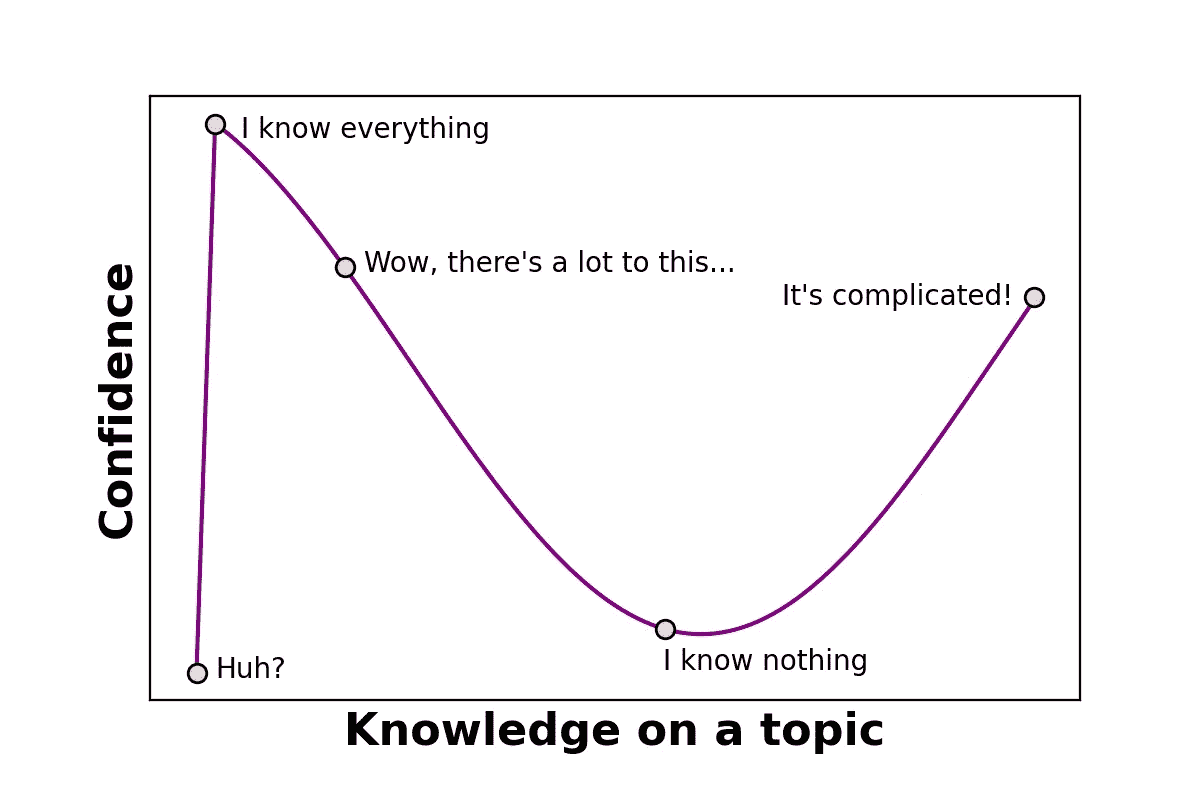 I know everything
Wow, there's a lot to this...
It's complicated!
Confidence
I know nothing
Huh?
Knowledge on a topic